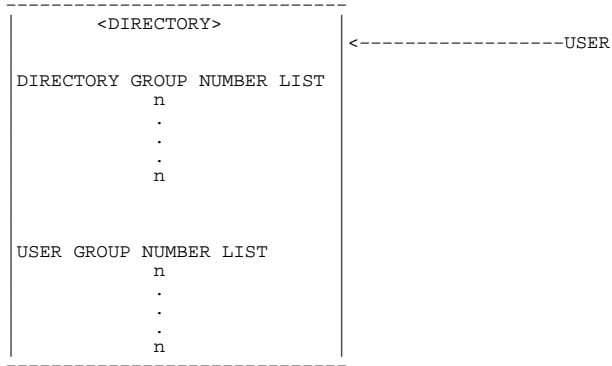 <DIRECTORY>
<------------------USER
DIRECTORY GROUP NUMBER LIST
n
.
.
.
n
USER GROUP NUMBER LIST
n
.
.
.
n